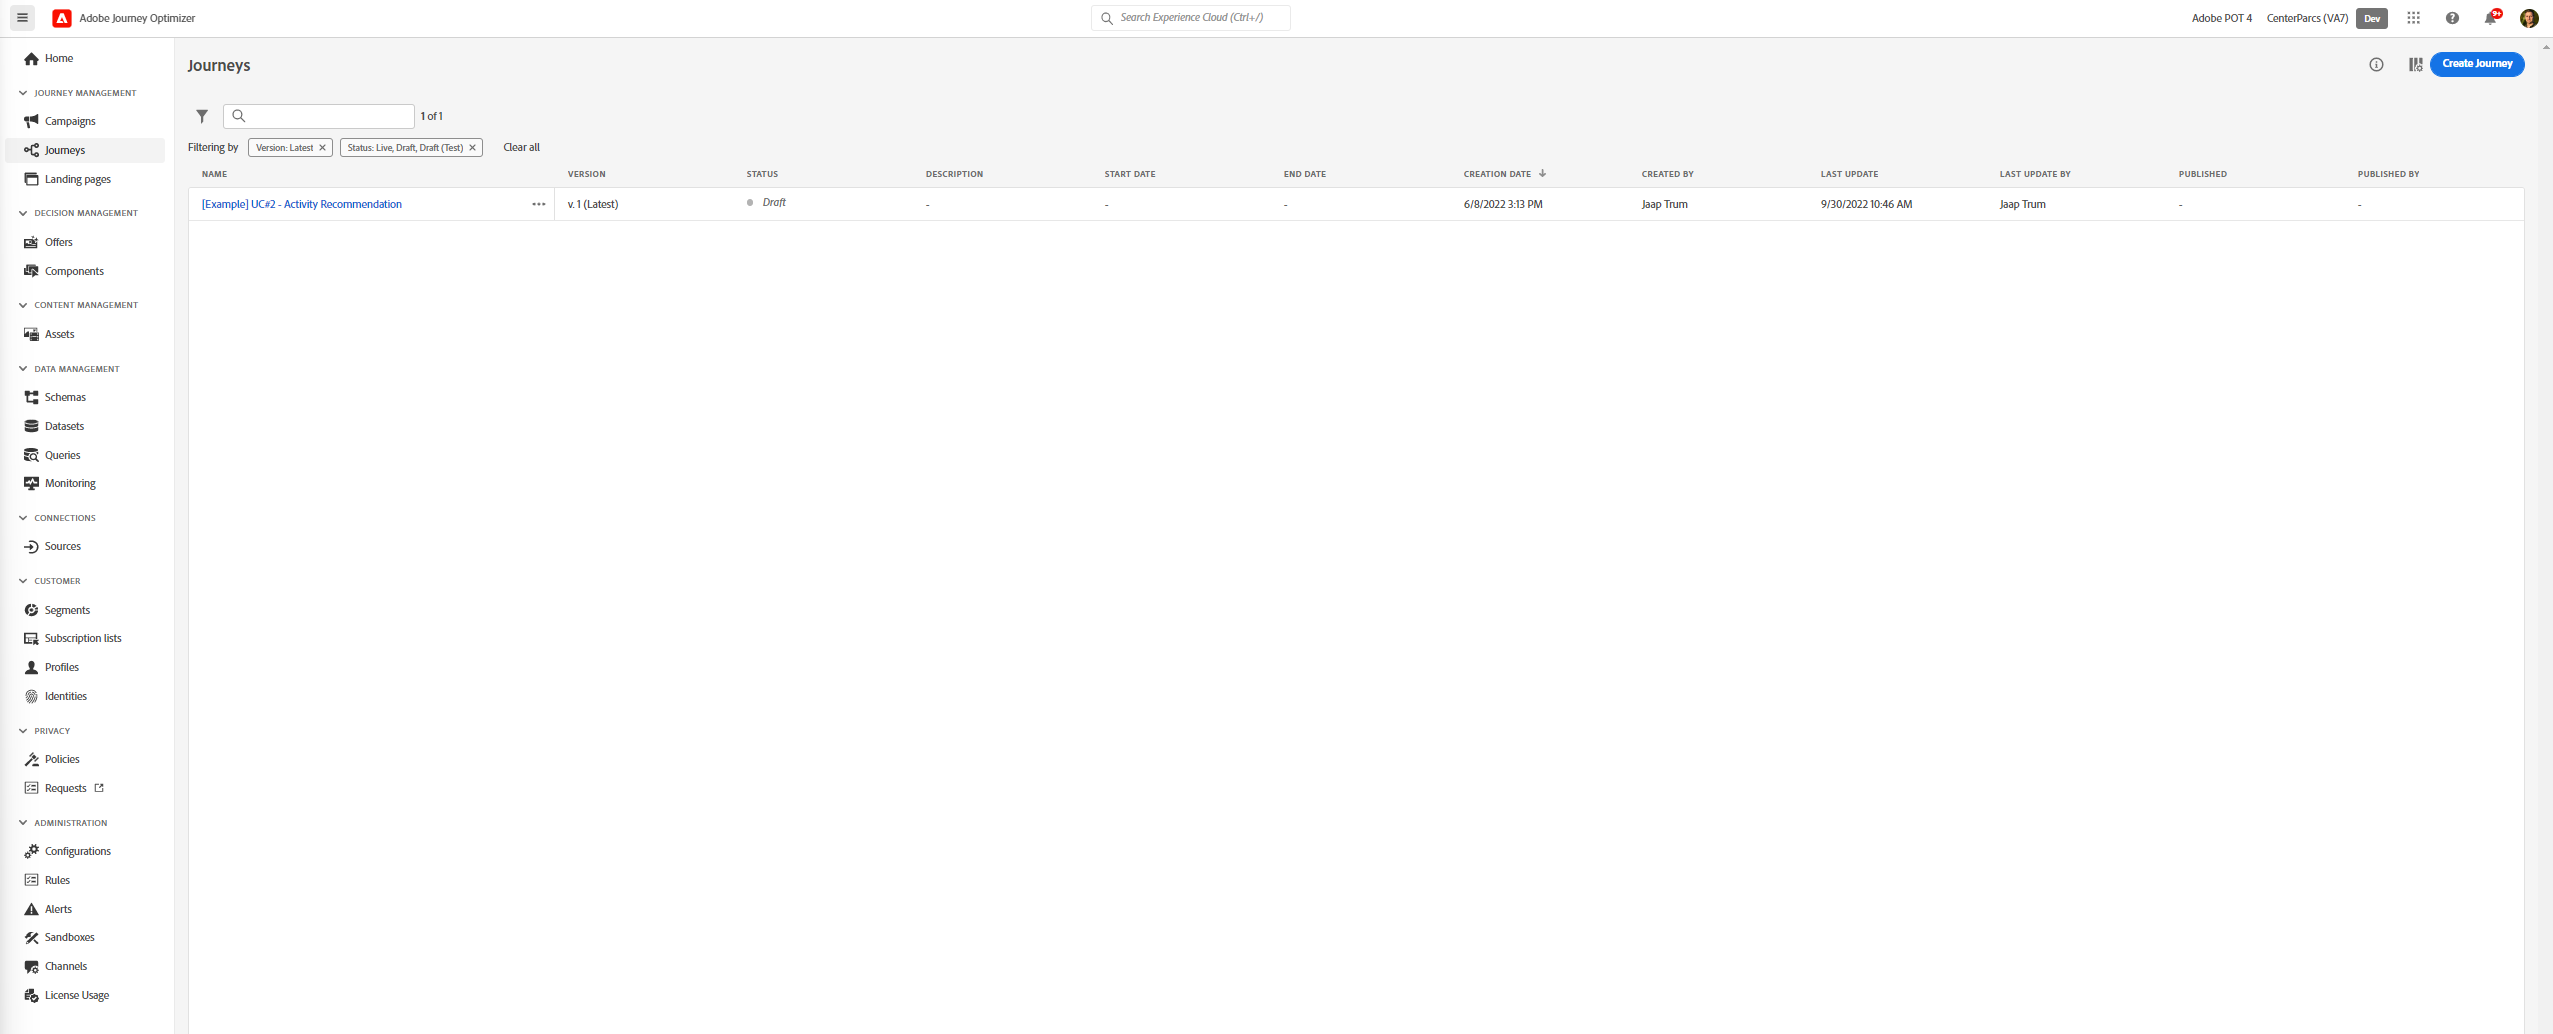 Adobe Journey Optimizer
Search Experience Cloud (Ctrl+/)
Adobe POT 4 CenterParcs (VA7) Dev 9+
Home
JOURNEY MANAGEMENT
Campaigns
Journeys
Landing pages
DECISION MANAGEMENT
Offers
Components
CONTENT MANAGEMENT
Assets
DATA MANAGEMENT
Schemas
Datasets
Queries
Monitoring
CONNECTIONS
Sources
CUSTOMER
Segments
Subscription lists
Profiles
Identities
PRIVACY
Policies
Requests
ADMINISTRATION
Configurations
Rules
Alerts
Sandboxes
Channels
License Usage
Journeys
Create Journey
1 of 1
Filtering by Version: Latest Status: Live, Draft, Draft (Test) Clear all
NAME VERSION STATUS DESCRIPTION START DATE END DATE CREATION DATE CREATED BY LAST UPDATE LAST UPDATE BY PUBLISHED PUBLISHED BY
[Example] UC#2 - Activity Recommendation v. 1 (Latest) Draft - - - 6/8/2022 3:13 PM Jaap Trum 9/30/2022 10:46 AM Jaap Trum - -